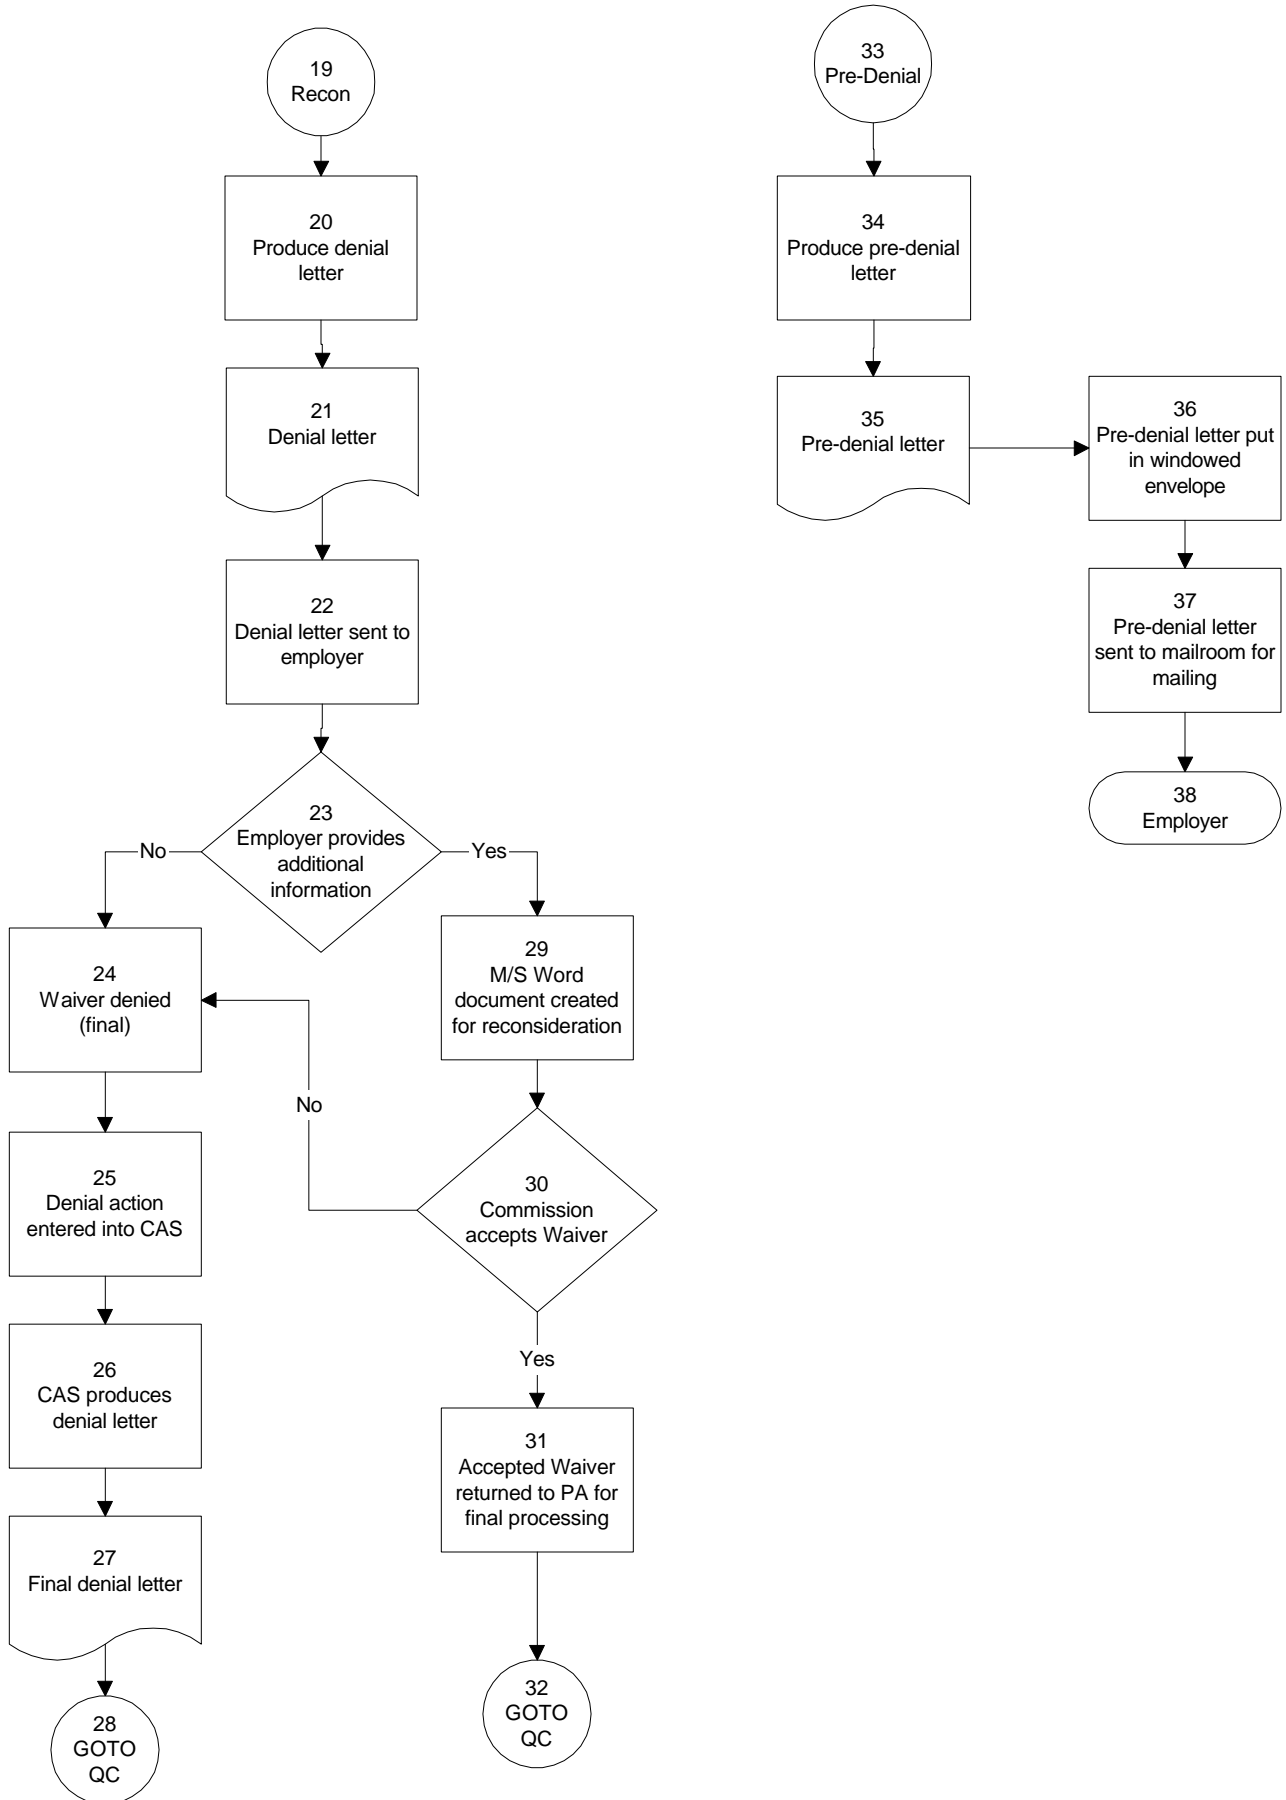 19
Recon
20
Produce denial
letter
21
Denial letter
22
Denial letter sent to
employer
23
Employer provides
additional
information
No
Yes
24
Waiver denied
(final)
25
Denial action
entered into CAS
26
CAS produces
denial letter
27
Final denial letter
28
GOTO
QC
29
M/S Word
document created
for reconsideration
30
Commission
accepts Waiver
No
Yes
31
Accepted Waiver
returned to PA for
final processing
32
GOTO
QC
33
Pre-Denial
34
Produce pre-denial
letter
35
Pre-denial letter
36
Pre-denial letter put
in windowed
envelope
37
Pre-denial letter
sent to mailroom for
mailing
38
Employer